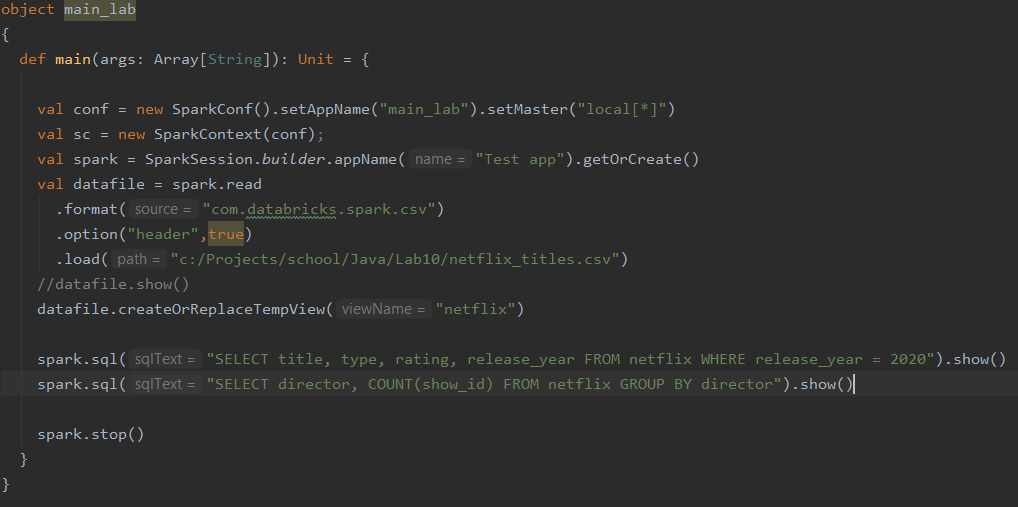 object main_lab
{
  def main(args: Array[String]): Unit = {
    val conf = new SparkConf().setAppName("main_lab").setMaster("local[*]")
    val sc = new SparkContext(conf);
    val spark = SparkSession.builder.appName( name = "Test app").getOrCreate()
    val datafile = spark.read
      .format( source = "com.databricks.spark.csv")
      .option("header",true)
      .load( path = "c:/Projects/school/Java/Lab10/netflix_titles.csv")
    //datafile.show()
    datafile.createOrReplaceTempView( viewName = "netflix")
    spark.sql( sqlText = "SELECT title, type, rating, release_year FROM netflix WHERE release_year = 2020").show()
    spark.sql( sqlText = "SELECT director, COUNT(show_id) FROM netflix GROUP BY director").show()
    spark.stop()
  }
}